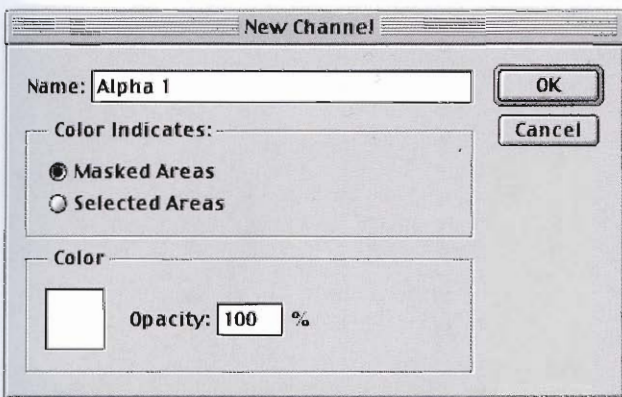 New Channel
Name: Alpha 1
OK
Cancel
Color Indicates:
Masked Areas
Selected Areas
Color
Opacity: 100 %